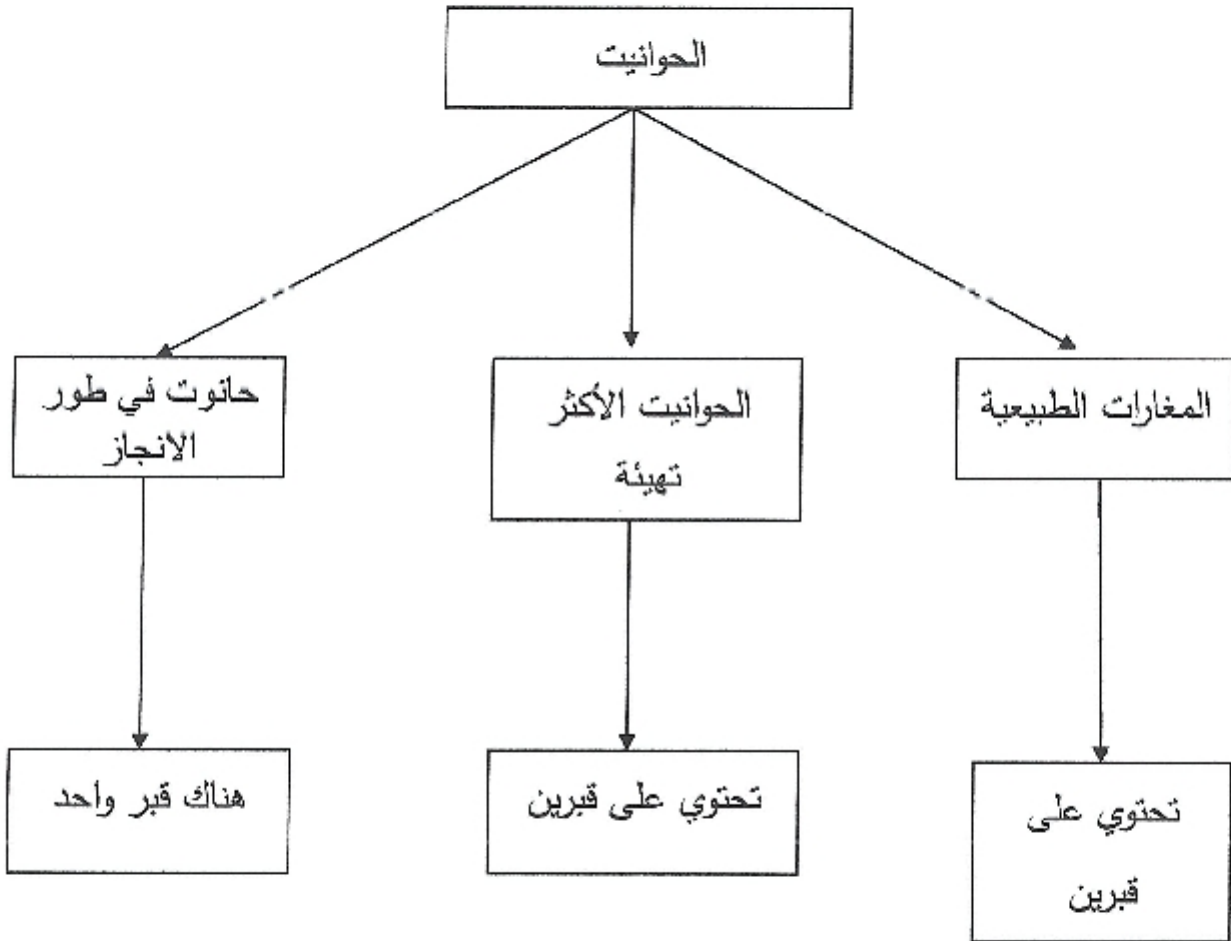 الحوانيت
المغارات الطبيعية
الحوانيت الأكثر
تهيئة
حانوت في طور
الانجاز
تحتوي على
قبرين
تحتوي على قبرين
هناك قبر واحد